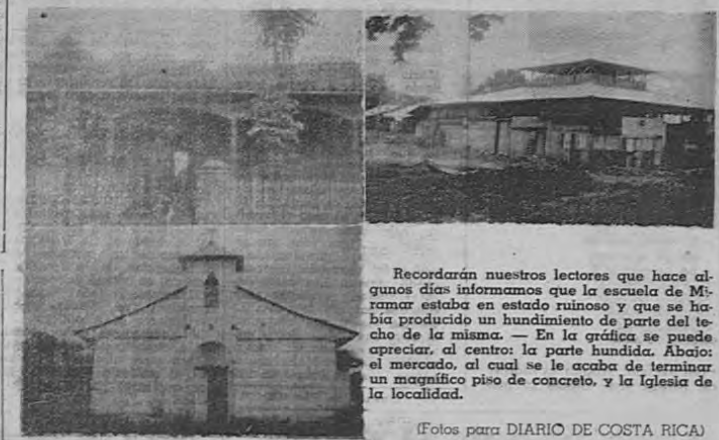 Recordarán nuestros lectores que hace al-
gunos días informamos que la escuela de Mi-
ramar estaba en estado ruinoso y que se ha-
bía producido un hundimiento de parte del te-
cho de la misma. — En la gráfica se puede
apreciar, al centro: la parte hundida. Abajo:
el mercado, al cual se le acaba de terminar
un magnífico piso de concreto, y la Iglesia de
la localidad.
(Fotos para DIARIO DE COSTA RICA)